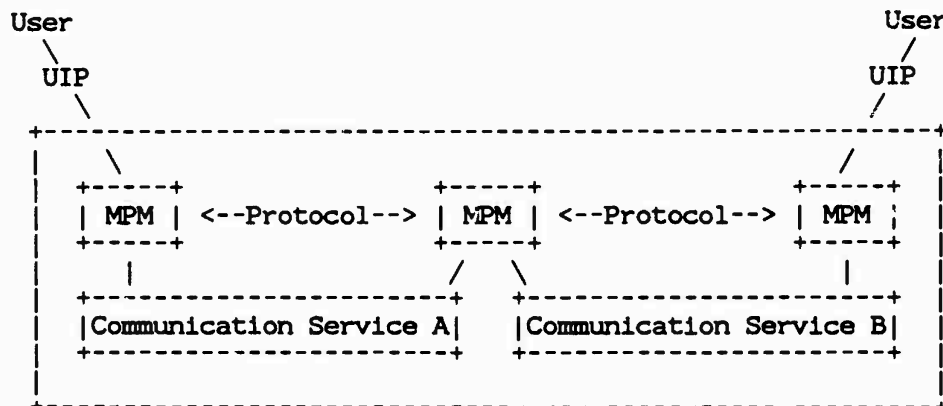 User User
UIP UIP
MPM <--Protocol--> MPM <--Protocol--> MPM
Communication Service A Communication Service B